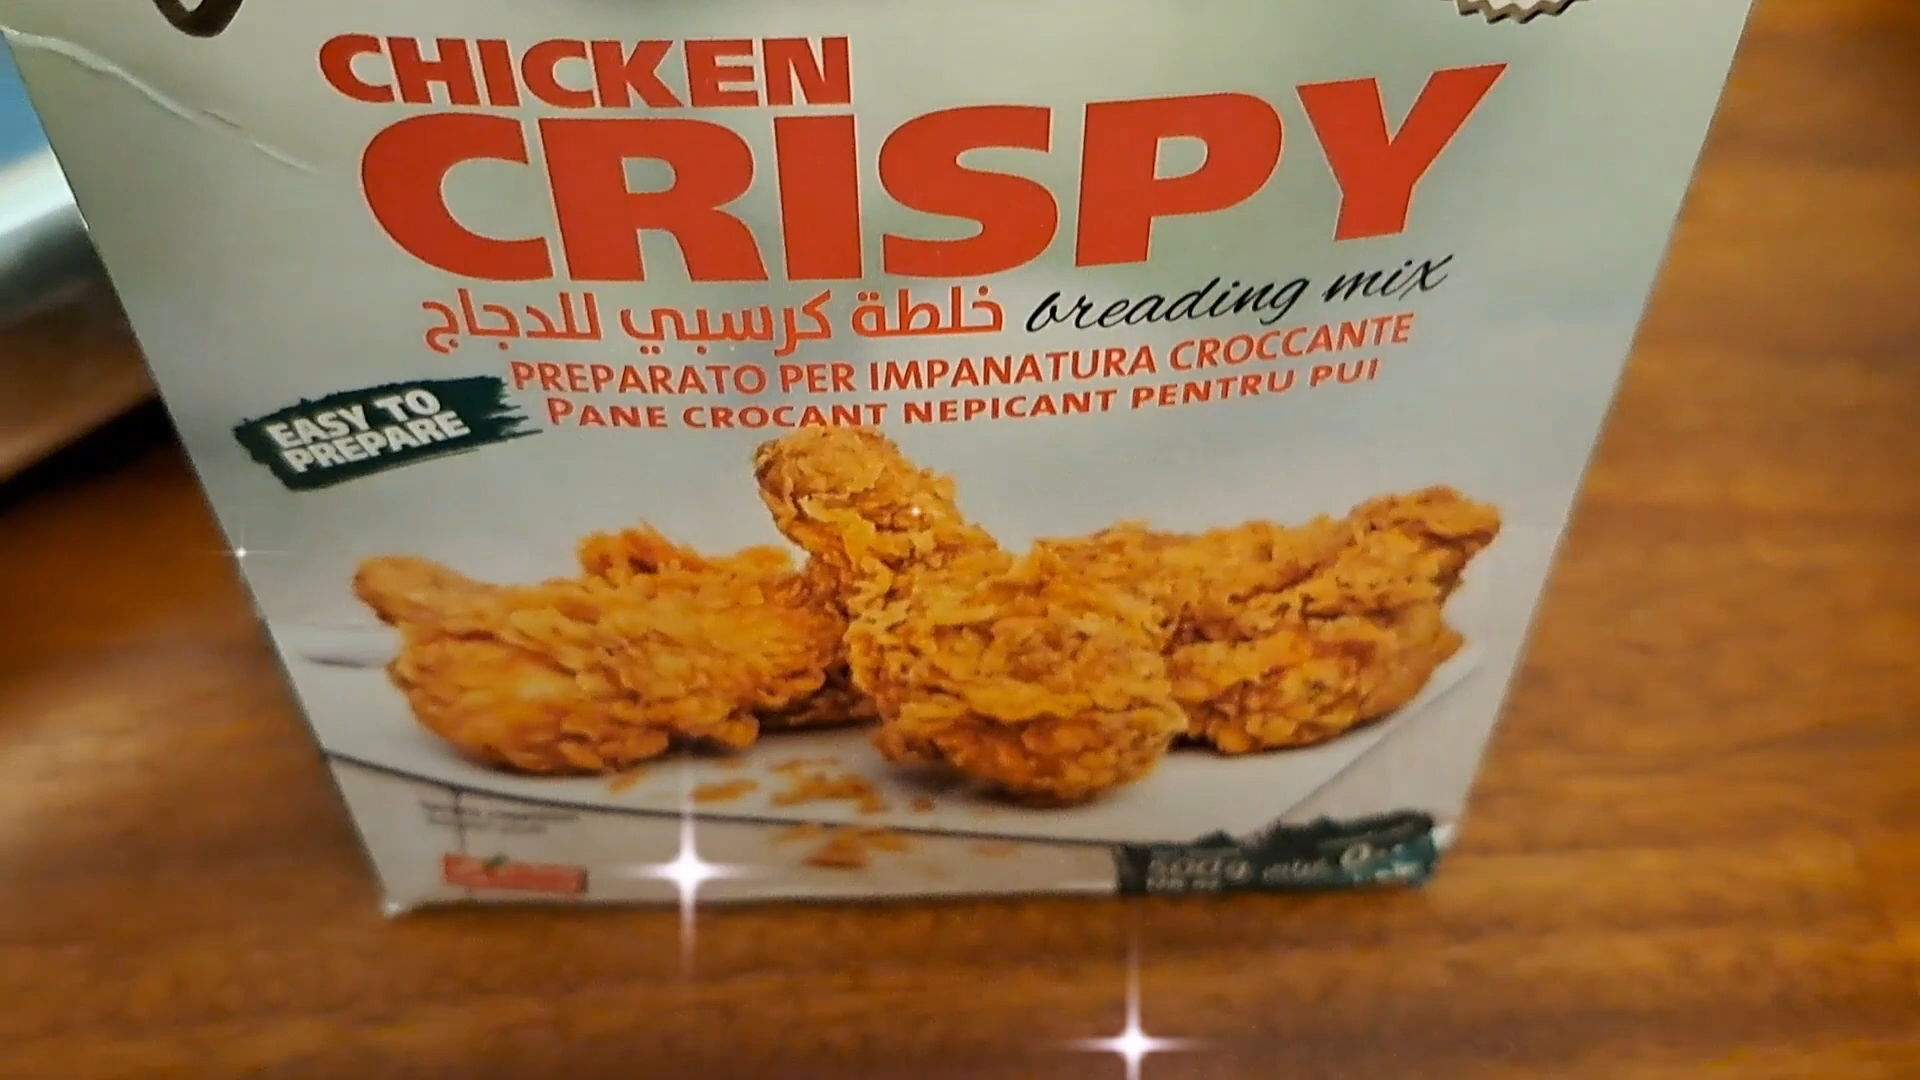 CHICKEN
CRISPY
خلطة كرسبي للدجاج breading mix
PREPARATO PER IMPANATURA CROCCANTE
PANE CROCANT NEPICANT PENTRU PUI
EASY TO
PREPARE